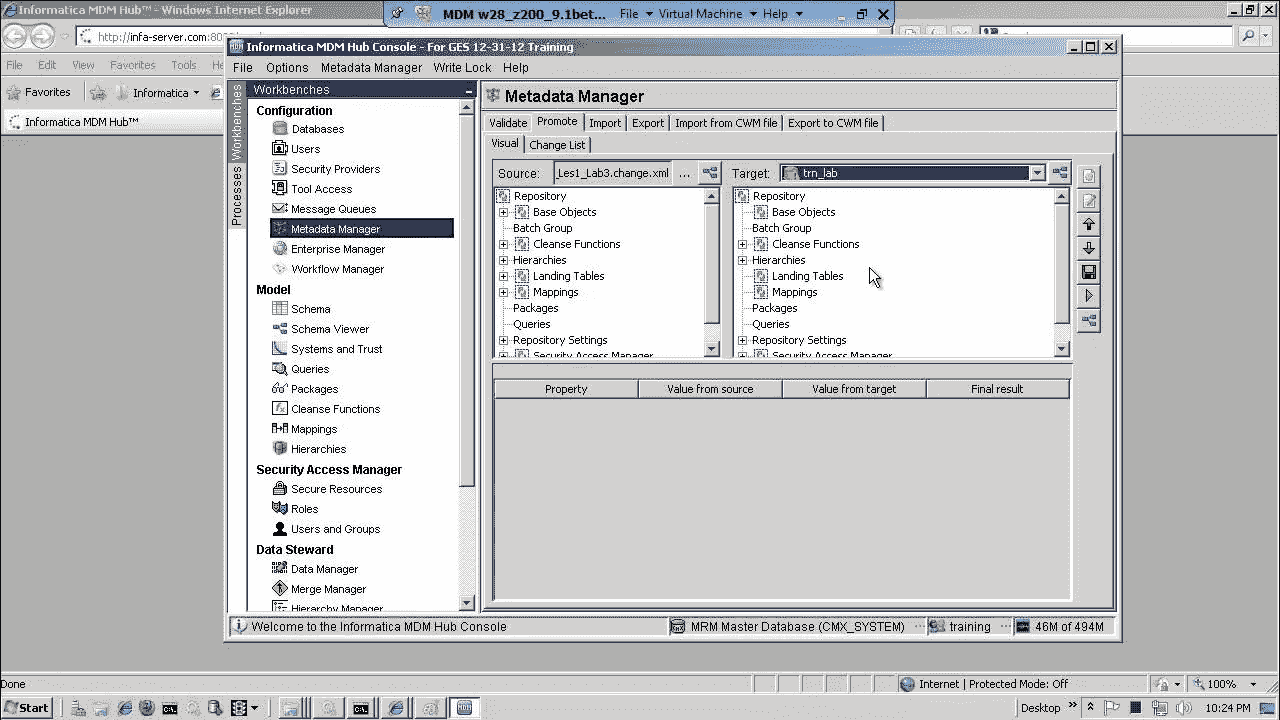 Informatica MDM Hub™ - Windows Internet Explorer
MDM w28_z200_9.1bet...
File
Virtual Machine
Help
http://infa-server.com:80
File Edit View Favorites Tools He
Favorites
Informatica
Informatica MDM Hub™
Informatica MDM Hub Console - For GES 12-31-12 Training
File Options Metadata Manager Write Lock Help
Processes Workbenches
Workbenches
Configuration
Databases
Users
Security Providers
Tool Access
Message Queues
Metadata Manager
Enterprise Manager
Workflow Manager
Model
Schema
Schema Viewer
Systems and Trust
Queries
Packages
Cleanse Functions
Mappings
Hierarchies
Security Access Manager
Secure Resources
Roles
Users and Groups
Data Steward
Data Manager
Merge Manager
Hierarchy Manager
Metadata Manager
Validate Promote Import Export Import from CWM file Export to CWM file
Visual Change List
Source: Les1_Lab3.change.xml ...
Repository
Base Objects
Batch Group
Cleanse Functions
Hierarchies
Landing Tables
Mappings
Packages
Queries
Repository Settings
Security Access Manager
Target: trn_lab
Repository
Base Objects
Batch Group
Cleanse Functions
Hierarchies
Landing Tables
Mappings
Packages
Queries
Repository Settings
Security Access Manager
Property Value from source Value from target Final result
Welcome to the Informatica MDM Hub Console
MRM Master Database (CMX_SYSTEM) ...
training ...
46M of 494M
Done
Internet | Protected Mode: Off
100%
Start
Desktop
10:24 PM